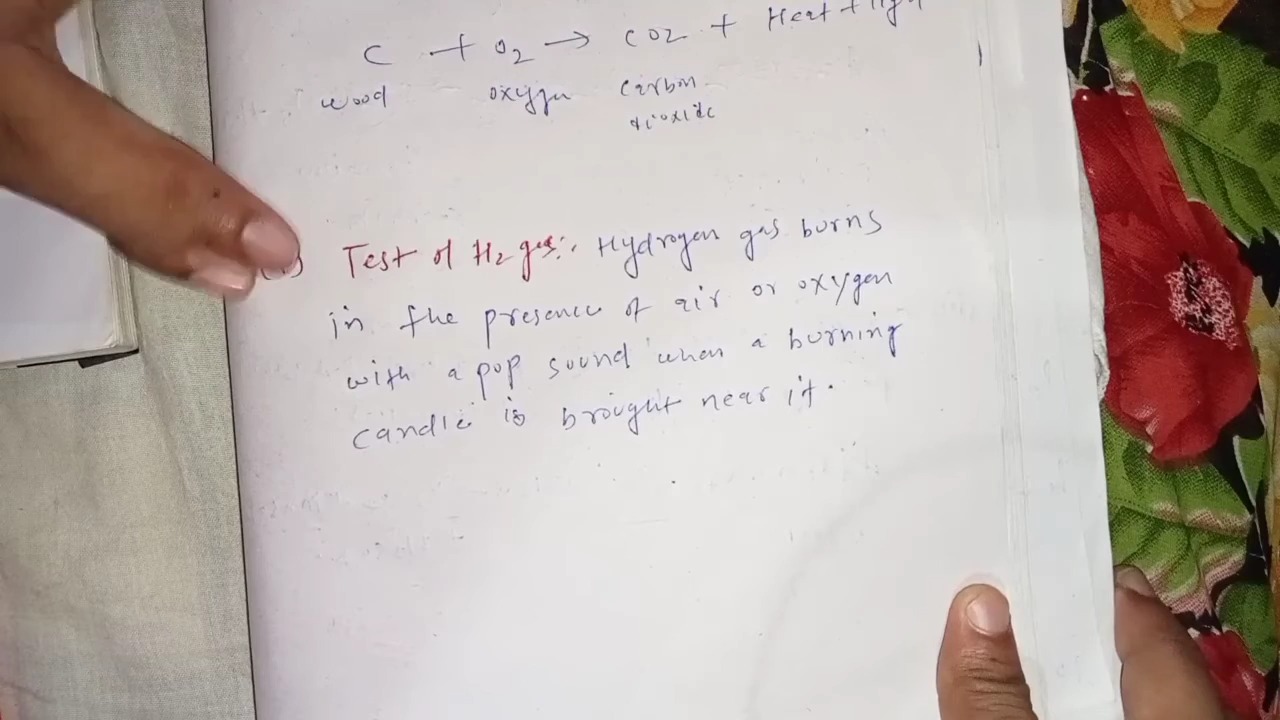 C + O2 → CO2 + Heat + light
wood oxygen carbon
dioxide
Test of H2 gas:. Hydrogen gas burns
in the presence of air or oxygen
with a pop sound when a burning
candle is brought near it.